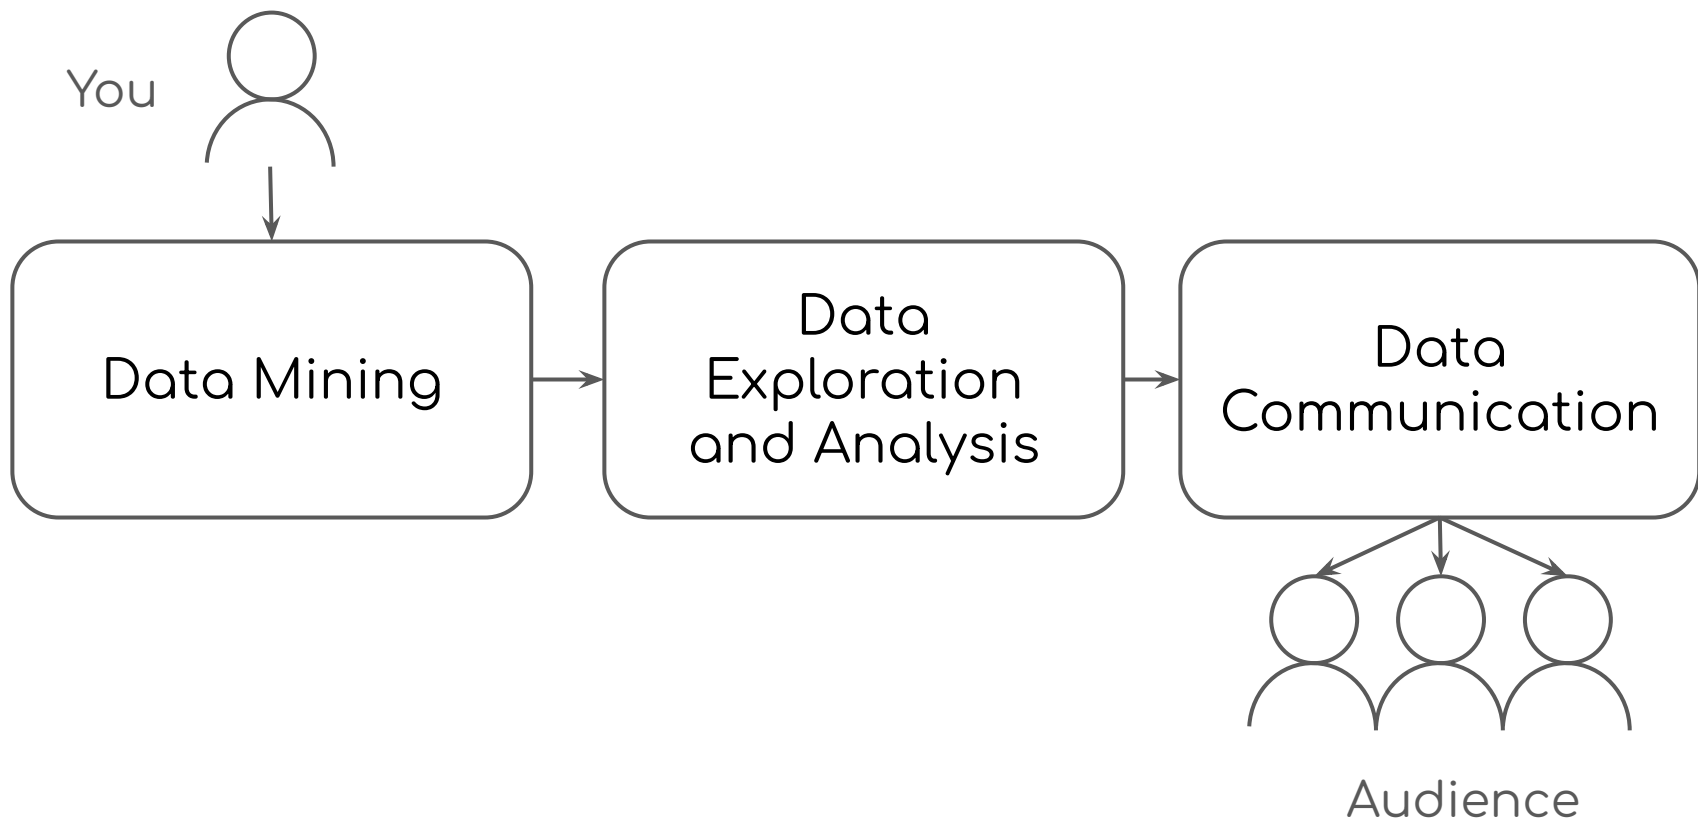 You
Data Mining
Data
Exploration
and Analysis
Data
Communication
Audience